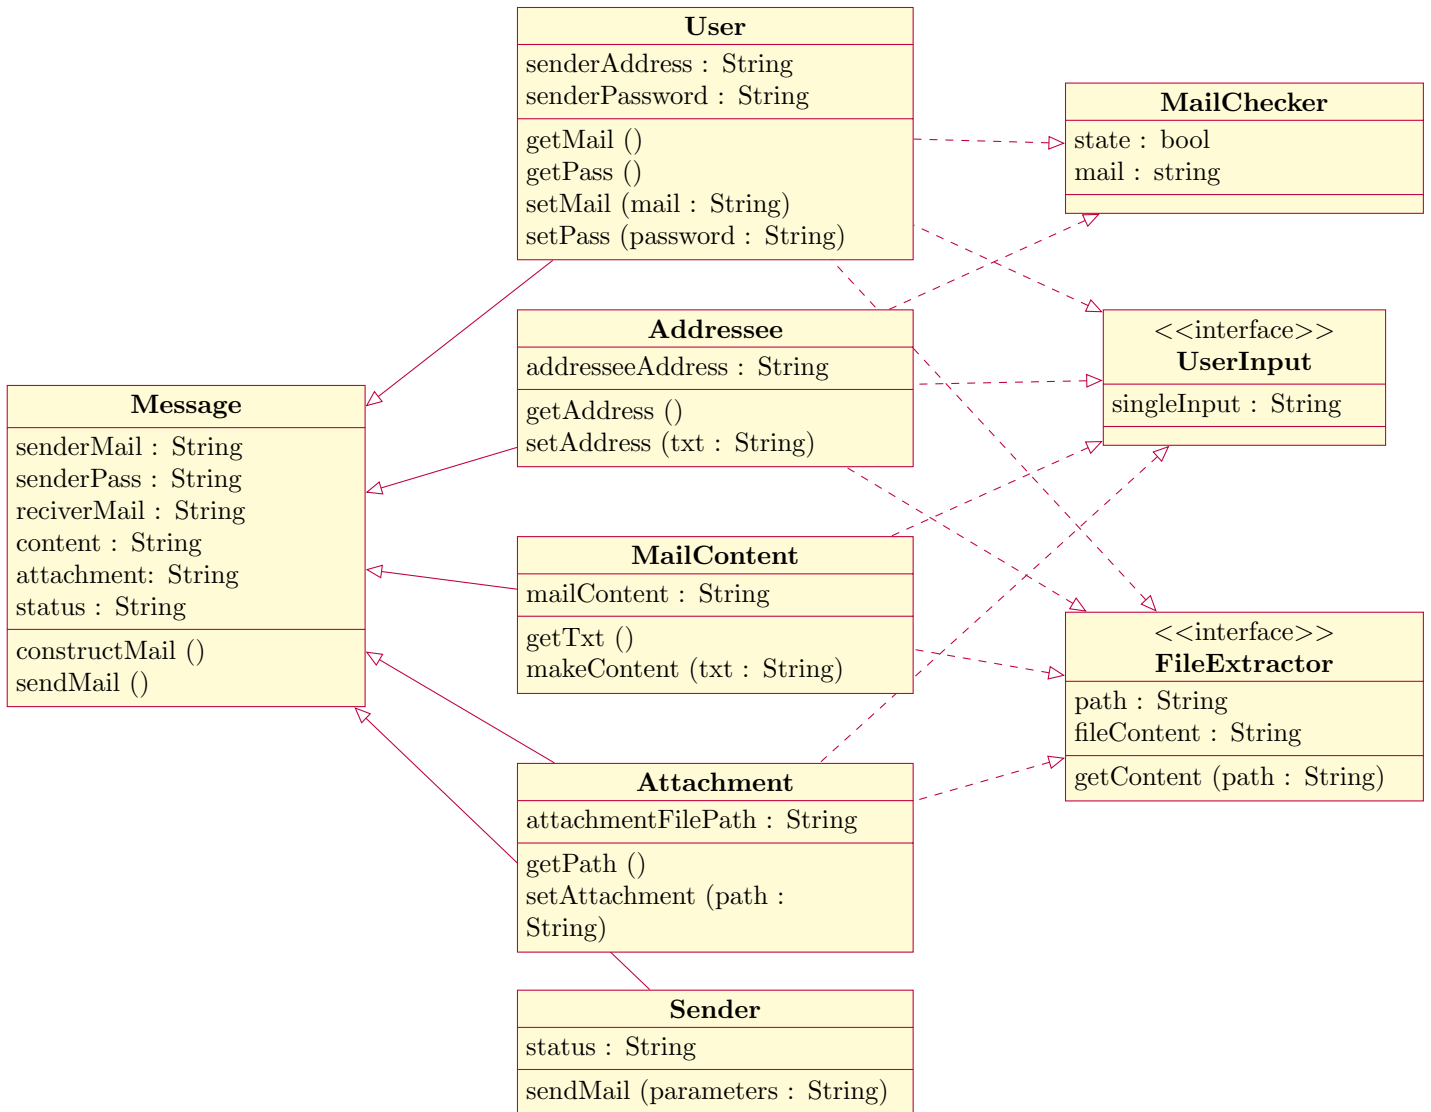 User
senderAddress : String
senderPassword : String
getMail ()
getPass ()
setMail (mail : String)
setPass (password : String)
MailChecker
state : bool
mail : string
Addressee
addresseeAddress : String
getAddress ()
setAddress (txt : String)
<<interface>>
UserInput
singleInput : String
Message
senderMail : String
senderPass : String
reciverMail : String
content : String
attachment: String
status : String
constructMail ()
sendMail ()
MailContent
mailContent : String
getTxt ()
makeContent (txt : String)
<<interface>>
FileExtractor
path : String
fileContent : String
getContent (path : String)
Attachment
attachmentFilePath : String
getPath ()
setAttachment (path :
String)
Sender
status : String
sendMail (parameters : String)